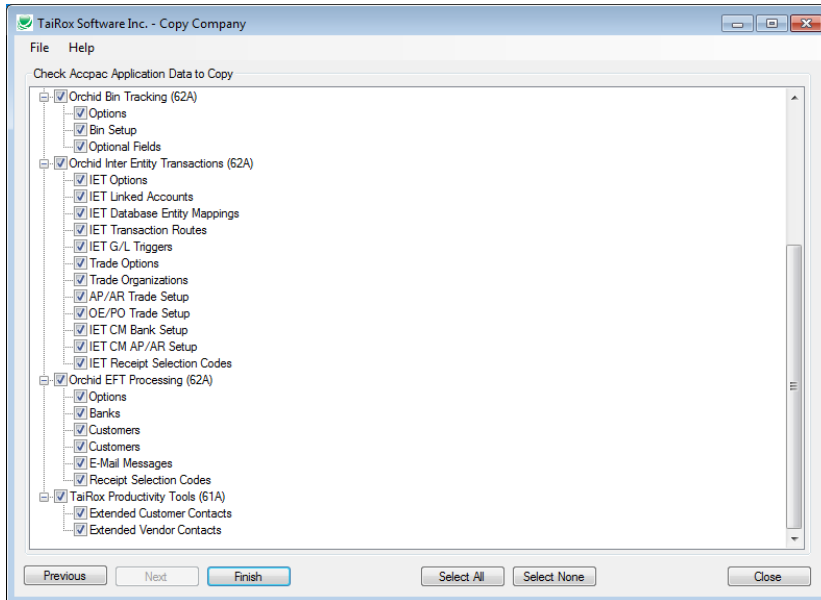 TaiRox Software Inc. - Copy Company
File Help
Check Accpac Application Data to Copy
Orchid Bin Tracking (62A)
Options
Bin Setup
Optional Fields
Orchid Inter Entity Transactions (62A)
IET Options
IET Linked Accounts
IET Database Entity Mappings
IET Transaction Routes
IET G/L Triggers
Trade Options
Trade Organizations
AP/AR Trade Setup
OE/PO Trade Setup
IET CM Bank Setup
IET CM AP/AR Setup
IET Receipt Selection Codes
Orchid EFT Processing (62A)
Options
Banks
Customers
Customers
E-Mail Messages
Receipt Selection Codes
TaiRox Productivity Tools (61A)
Extended Customer Contacts
Extended Vendor Contacts
Previous Next Finish Select All Select None Close